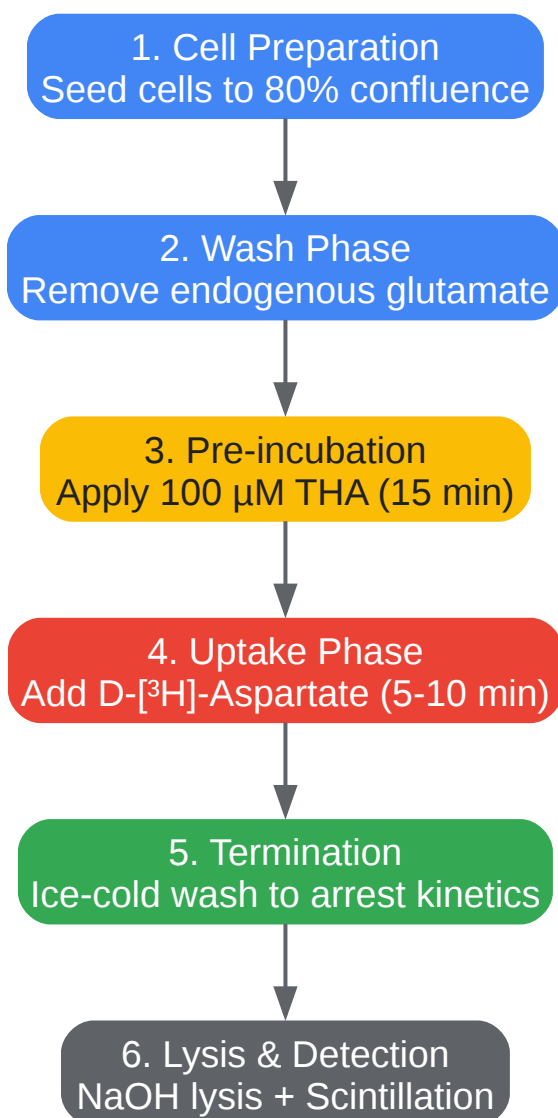 1. Cell Preparation
Seed cells to 80% confluence
2. Wash Phase
Remove endogenous glutamate
3. Pre-incubation
Apply 100 µM THA (15 min)
4. Uptake Phase
Add D-[³H]-Aspartate (5-10 min)
5. Termination
Ice-cold wash to arrest kinetics
6. Lysis & Detection
NaOH lysis + Scintillation